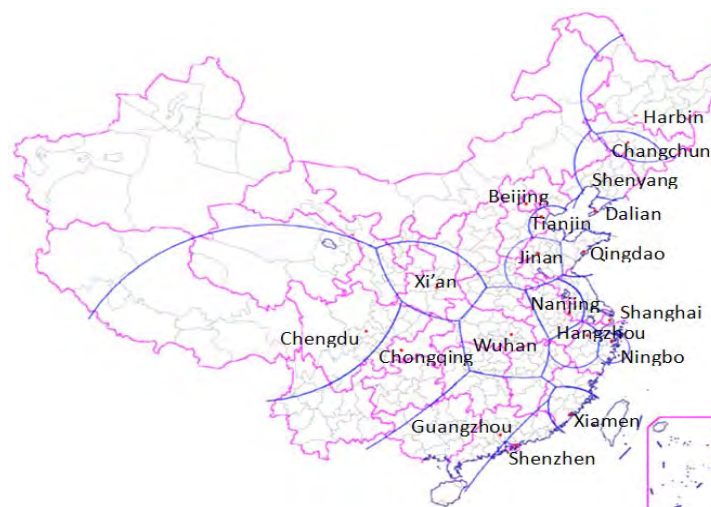 Harbin
Changchun
Shenyang
Beijing
Dalian
Tianjin
Jinan
Qingdao
Xi'an
Nanjing
Shanghai
Chengdu
Hangzhou
Wuhan
Chongqing
Ningbo
Xiamen
Guangzhou
Shenzhen